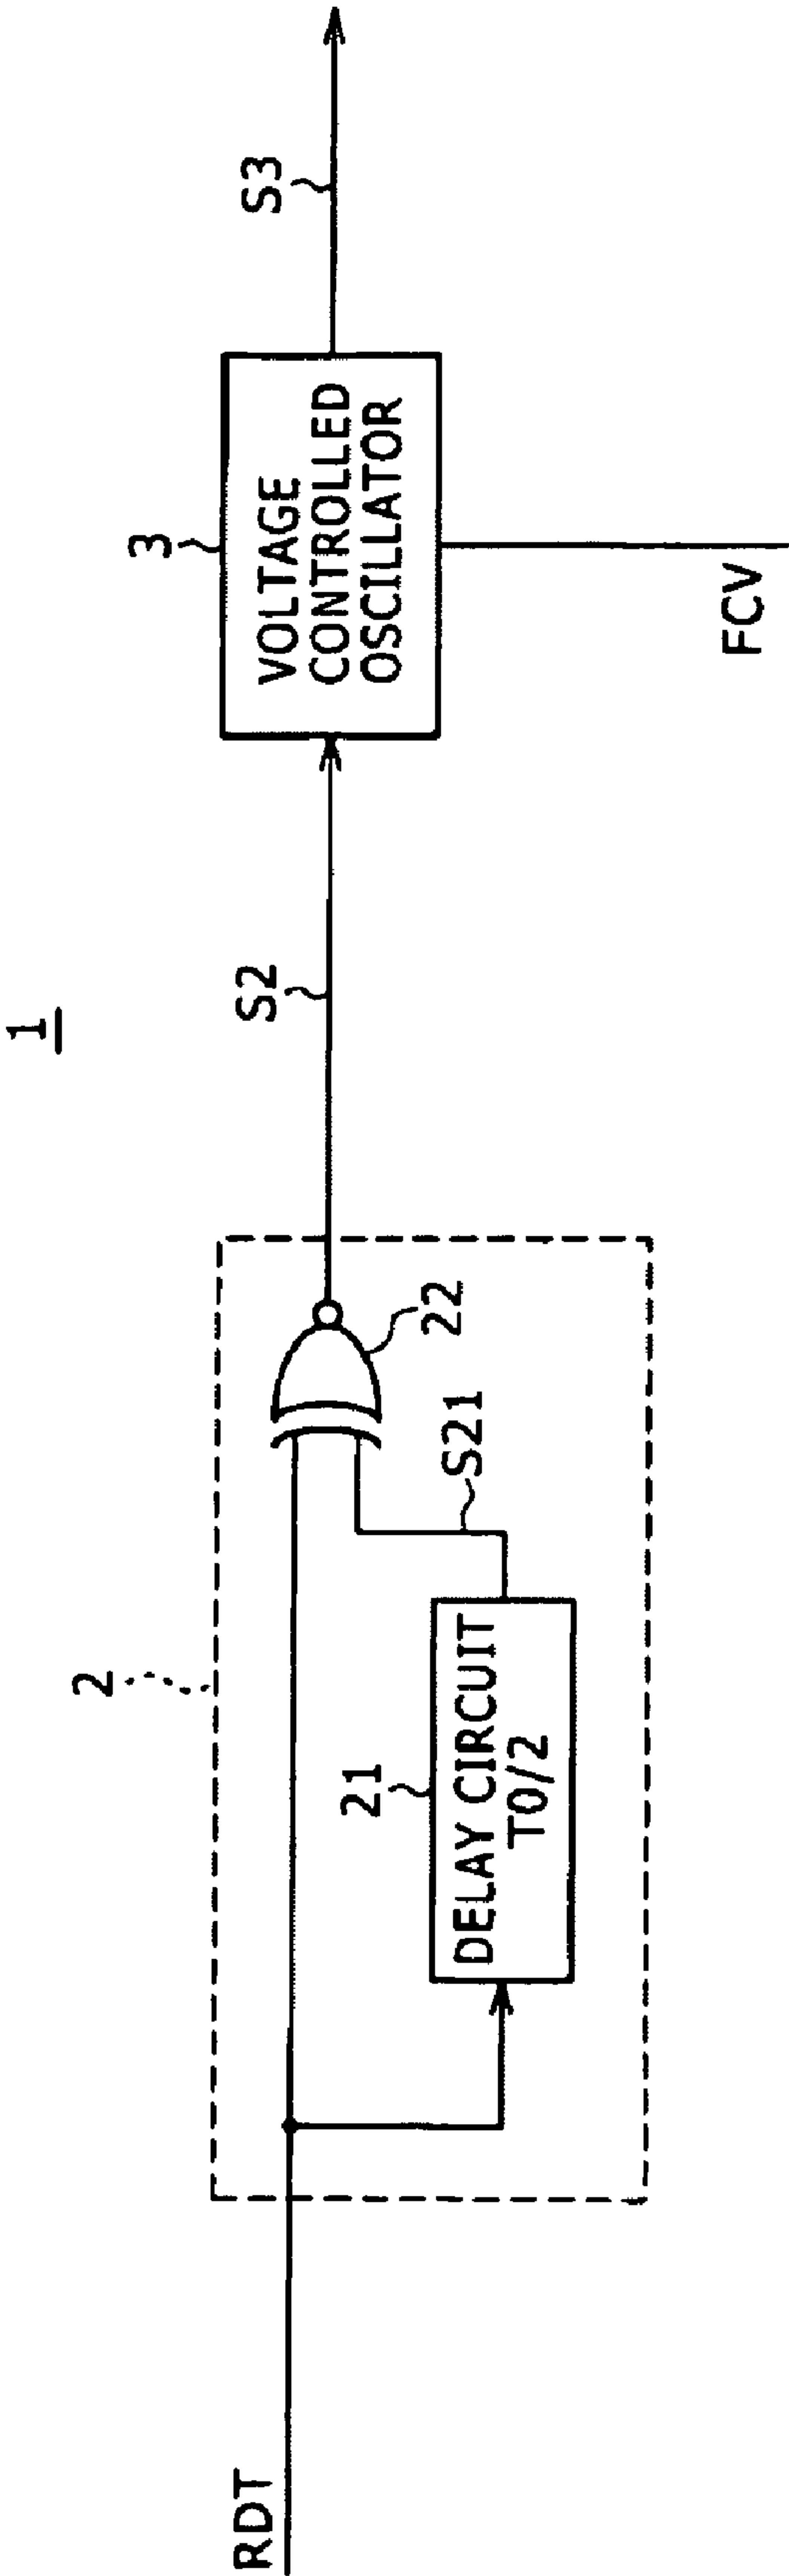 1
RDT
2
21
DELAY CIRCUIT
T0/2
S21
22
S2
3
VOLTAGE
CONTROLLED
OSCILLATOR
FCV
S3